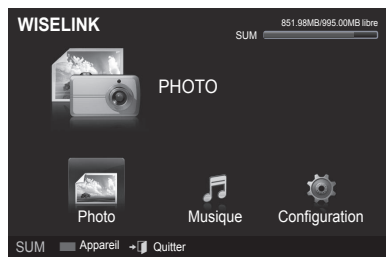 WISELINK
851.98MB/995.00MB libre
SUM
PHOTO
Photo Musique Configuration
SUM Appareil Quitter